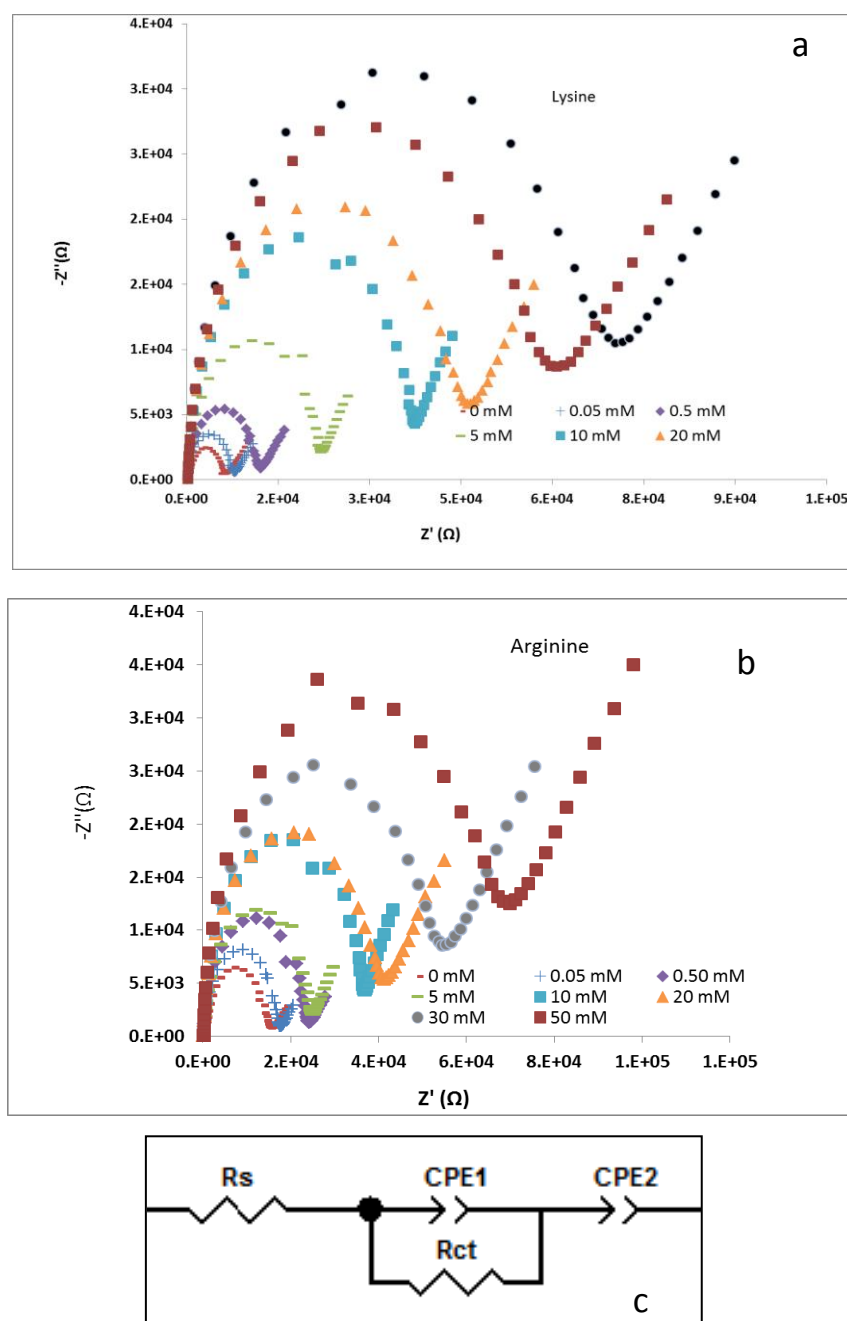 4.E+04
a
3.E+04
Lysine
3.E+04
2.E+04
-Z''(Ω)
2.E+04
1.E+04
5.E+03
0 mM 0.05 mM 0.5 mM
5 mM 10 mM 20 mM
0.E+00
0.E+00 2.E+04 3.E+04 5.E+04 6.E+04 8.E+04 9.E+04 1.E+05
Z' (Ω)
4.E+04
Arginine b
4.E+04
3.E+04
3.E+04
2.E+04
-Z''(Ω)
2.E+04
1.E+04
5.E+03
0 mM 0.05 mM 0.50 mM
5 mM 10 mM 20 mM
30 mM 50 mM
0.E+00
0.E+00 2.E+04 4.E+04 6.E+04 8.E+04 1.E+05 1.E+05
Z' (Ω)
Rs CPE1 CPE2
Rct
c